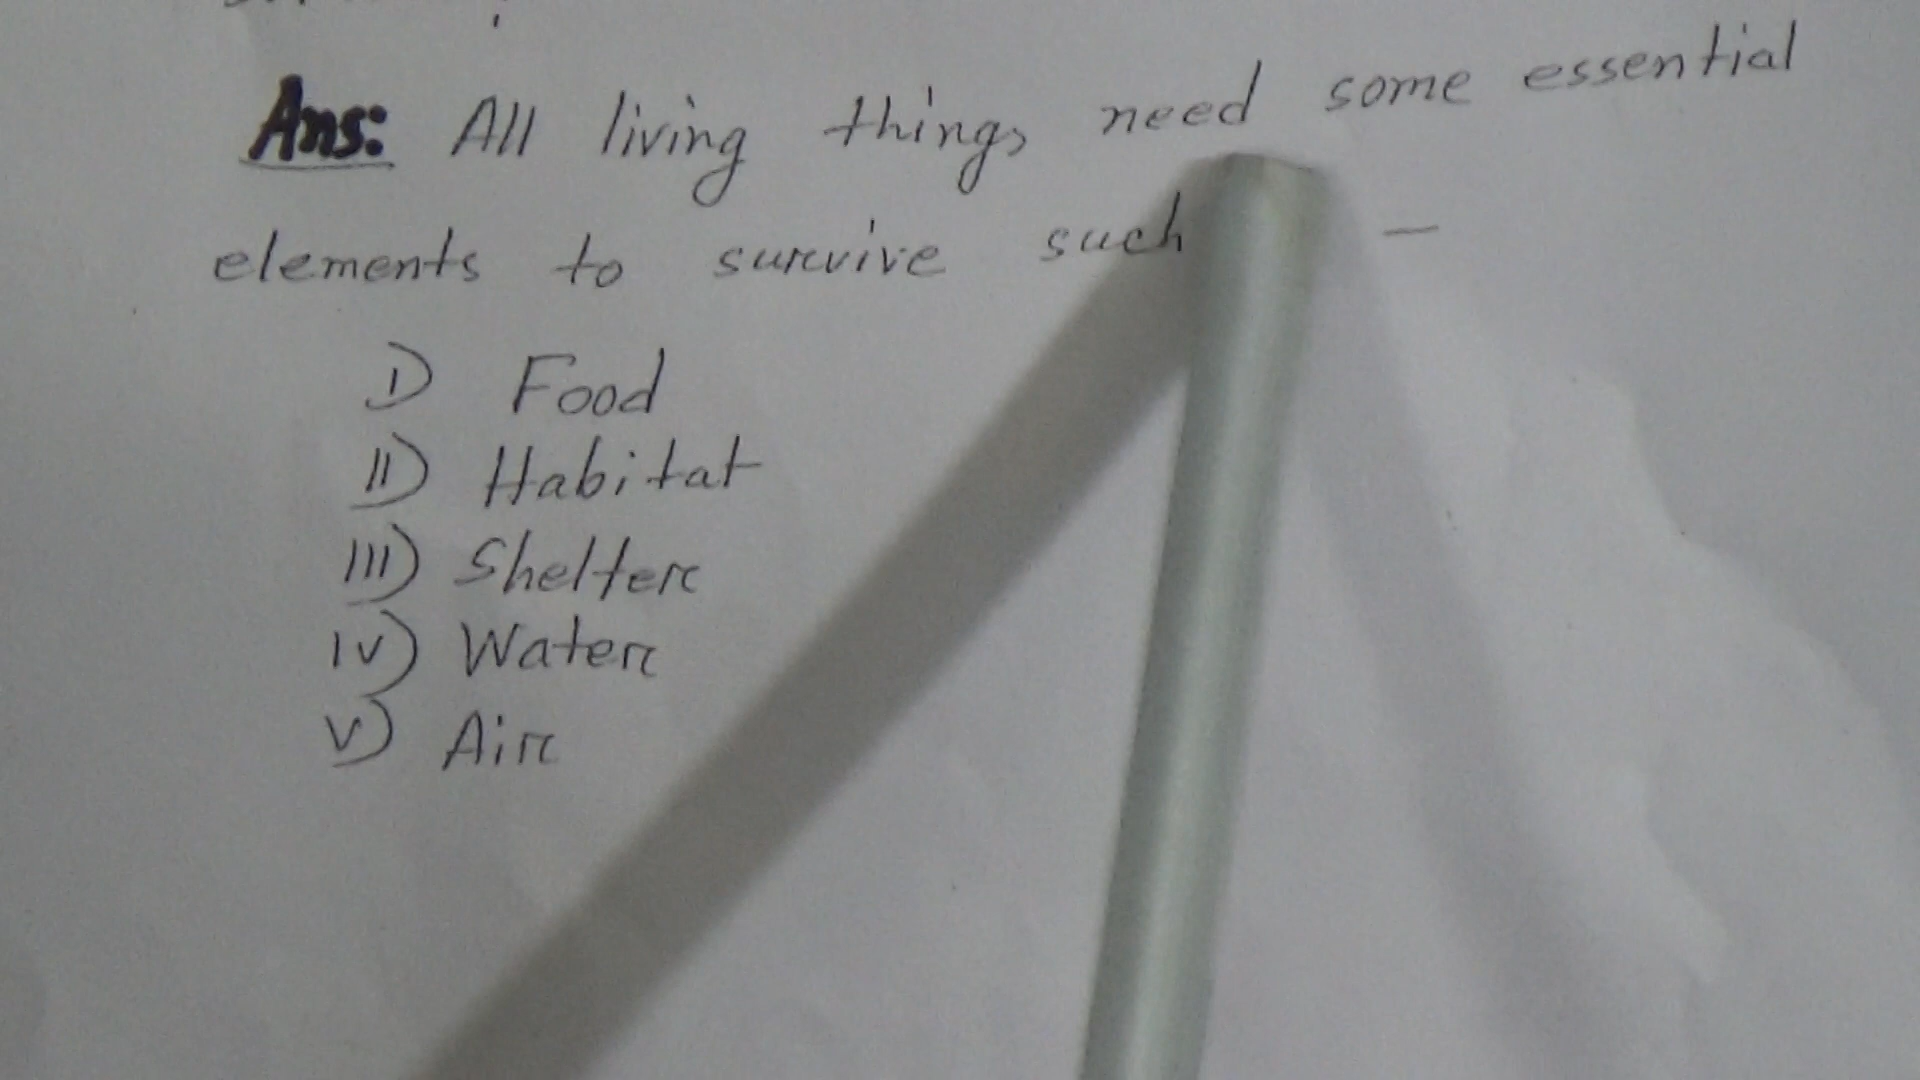 Ans: All living things need some essential
elements to survive such —
I) Food
II) Habitat
III) Shelter
IV) Water
V) Air